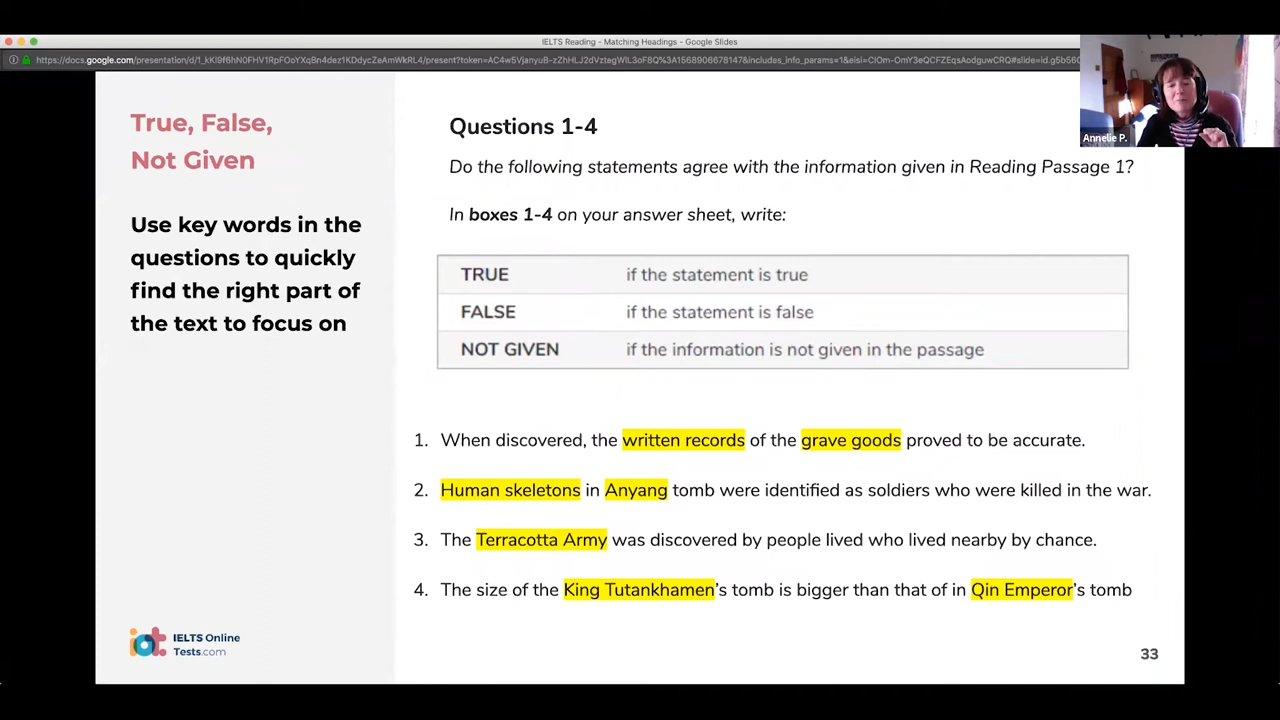 IELTS Reading - Matching Headings - Google Slides
Annelie P.
True, False,
Not Given
Use key words in the
questions to quickly
find the right part of
the text to focus on
Questions 1-4
Do the following statements agree with the information given in Reading Passage 1?
In boxes 1-4 on your answer sheet, write:
TRUE if the statement is true
FALSE if the statement is false
NOT GIVEN if the information is not given in the passage
1. When discovered, the written records of the grave goods proved to be accurate.
2. Human skeletons in Anyang tomb were identified as soldiers who were killed in the war.
3. The Terracotta Army was discovered by people lived who lived nearby by chance.
4. The size of the King Tutankhamen's tomb is bigger than that of in Qin Emperor's tomb
iot IELTS Online
Tests.com
33